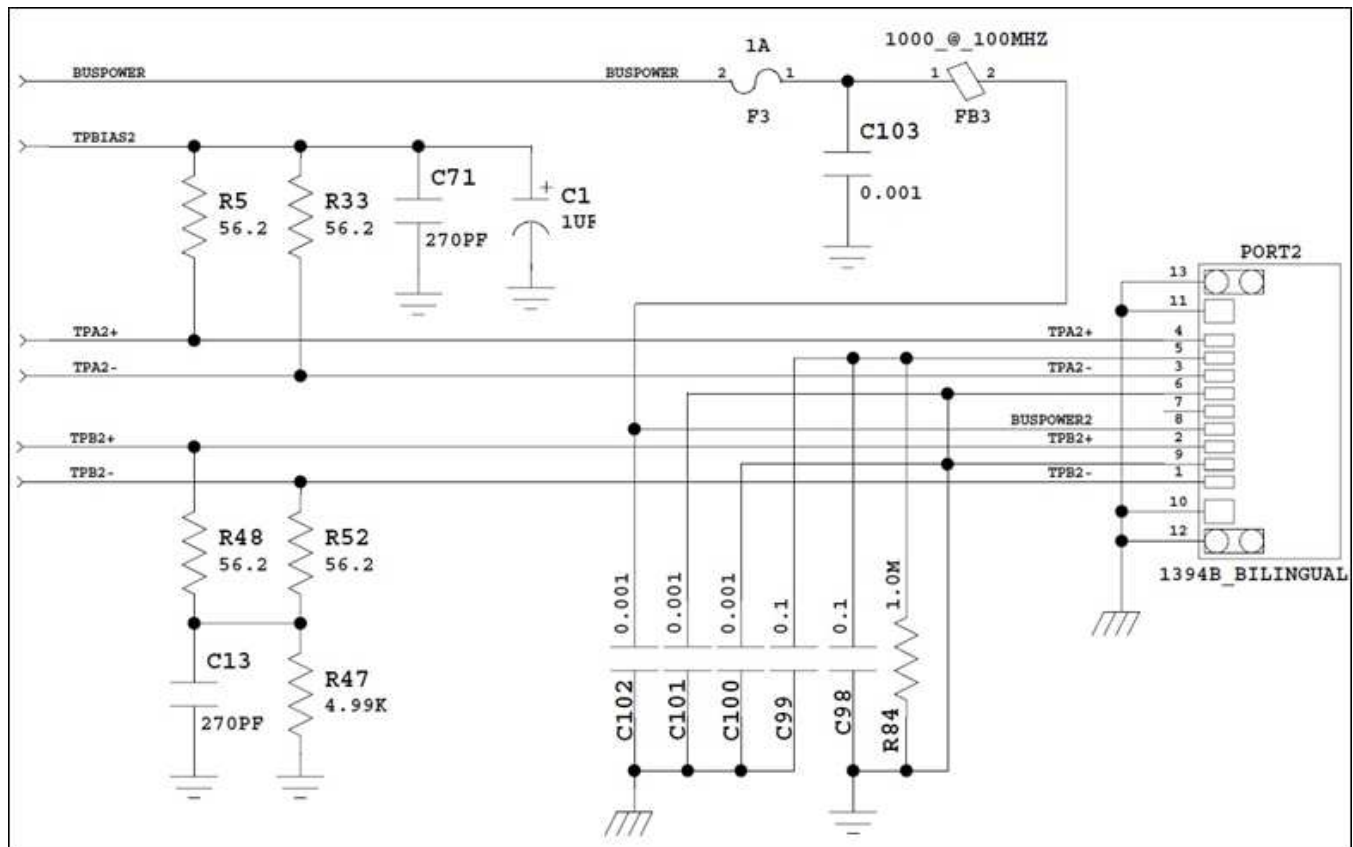 1A
1000_@_100MHZ
BUSPOWER
BUSPOWER
2
1
1
2
F3
FB3
TPBIAS2
C103
0.001
R5
56.2
R33
56.2
C71
270PF
+
C1
1UF
PORT2
13
11
TPA2+
TPA2+
4
5
TPA2-
TPA2-
3
6
7
BUSPOWER2
8
TPB2+
TPB2+
2
9
TPB2-
TPB2-
1
10
12
1394B_BILINGUAL
R48
56.2
R52
56.2
C13
270PF
R47
4.99K
0.001
0.001
0.001
0.1
0.1
1.0M
C102
C101
C100
C99
C98
R84